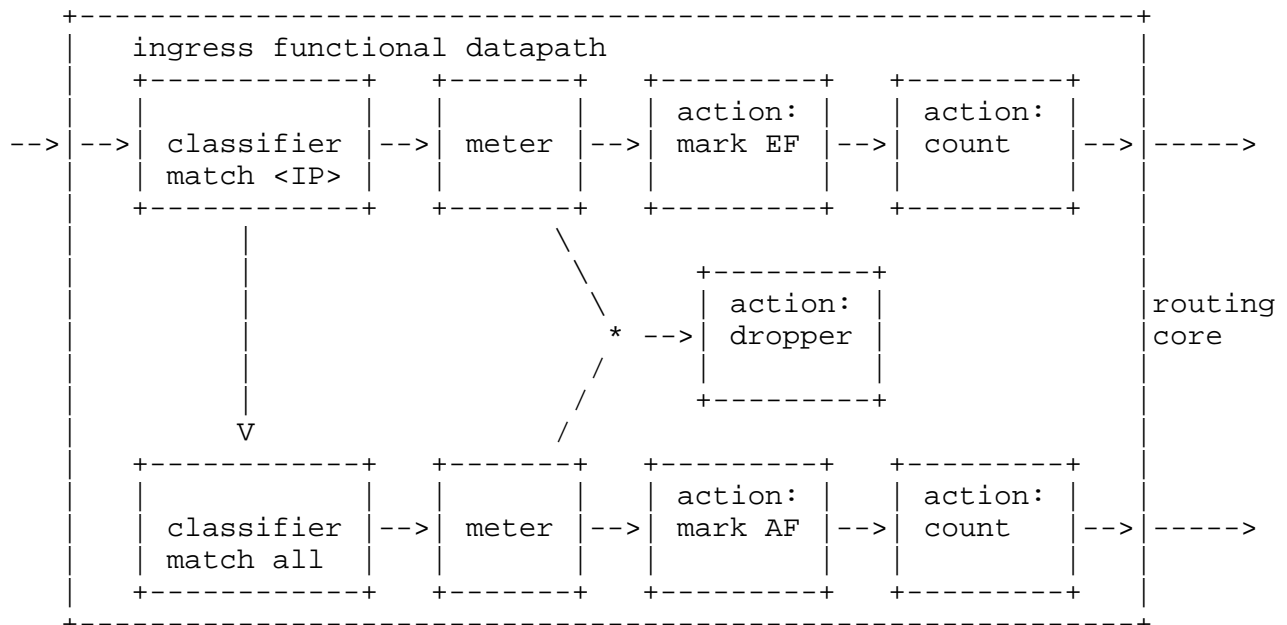 ingress functional datapath
action: action:
--> --> classifier --> meter --> mark EF --> count --> ----->
match <IP>
action: routing
* --> dropper core
V
action: action:
classifier --> meter --> mark AF --> count --> ----->
match all